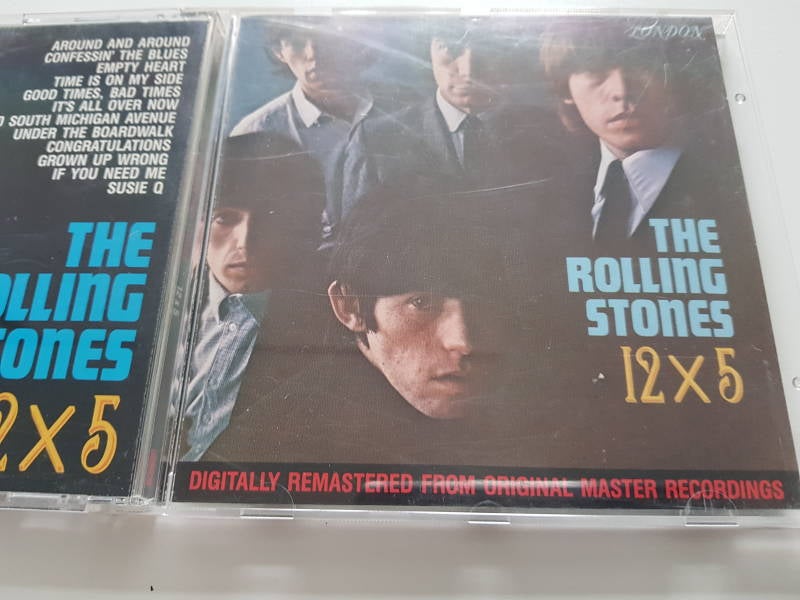 AROUND AND AROUND
CONFESSIN' THE BLUES
EMPTY HEART
TIME IS ON MY SIDE
GOOD TIMES, BAD TIMES
IT'S ALL OVER NOW
SOUTH MICHIGAN AVENUE
UNDER THE BOARDWALK
CONGRATULATIONS
GROWN UP WRONG
IF YOU NEED ME
SUSIE Q
THE
OLLING
TONES
2X5
LONDON
THE
ROLLING
STONES
12X5
DIGITALLY REMASTERED FROM ORIGINAL MASTER RECORDINGS